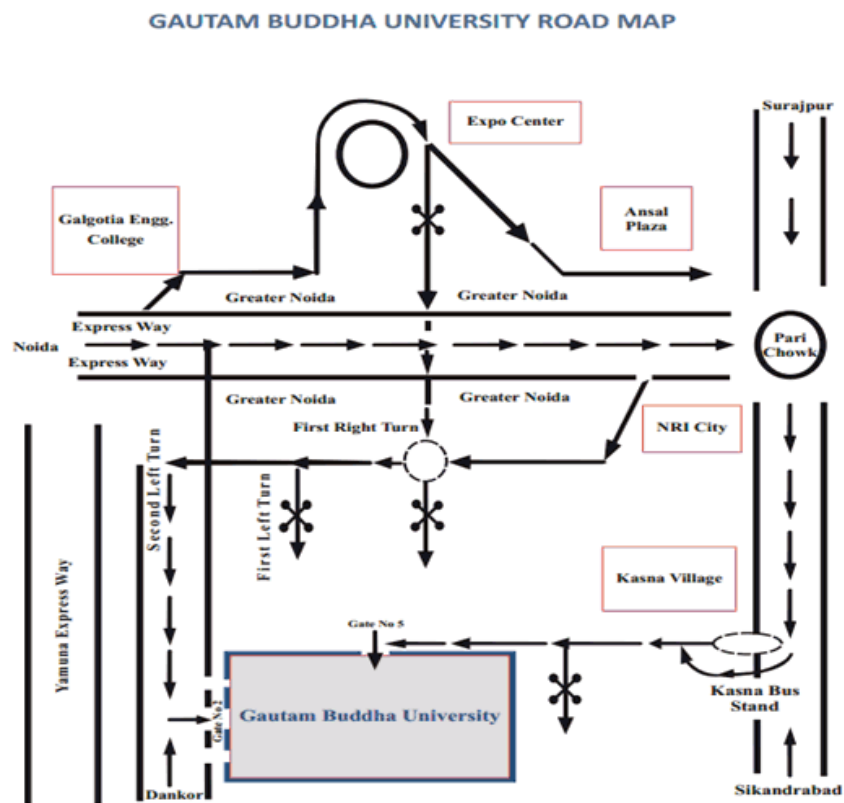 GAUTAM BUDDHA UNIVERSITY ROAD MAP
Surajpur
Expo Center
Galgotia Engg.
College
Ansal
Plaza
Greater Noida
Greater Noida
Express Way
Noida
Express Way
Pari
Chowk
Greater Noida
Greater Noida
First Right Turn
NRI City
Second Left Turn
First Left Turn
Yamuna Express Way
Kasna Village
Gate No 5
Kasna Bus
Stand
Gautam Buddha University
Gate No 2
Dankor
Sikandrabad